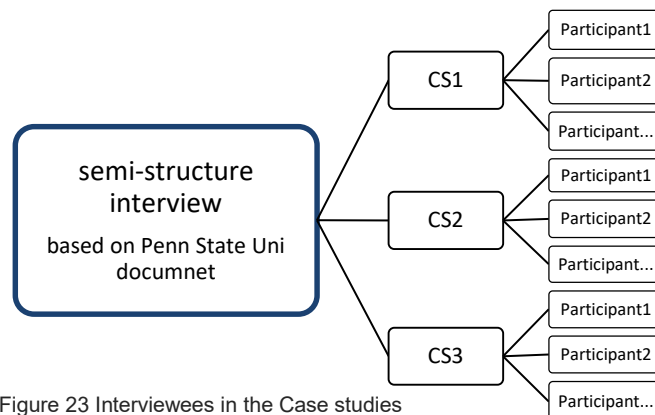 semi-structure
interview
based on Penn State Uni
documnet
CS1
Participant1
Participant2
Participant...
CS2
Participant1
Participant2
Participant...
CS3
Participant1
Participant2
Participant...
Figure 23 Interviewees in the Case studies